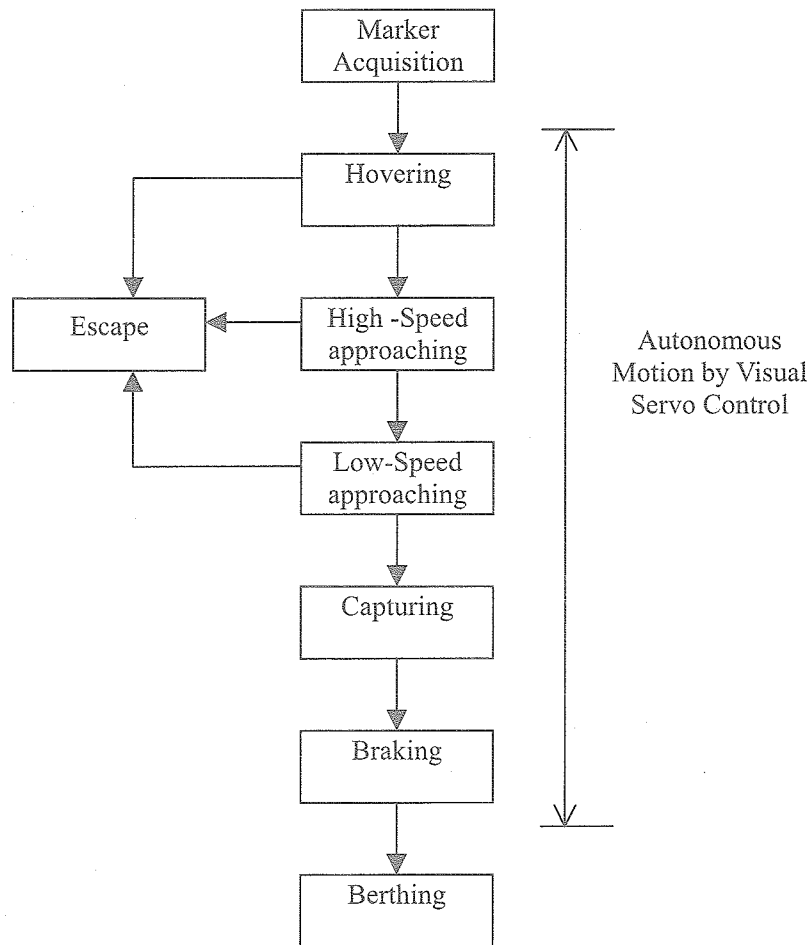 Marker
Acquisition
Hovering
Escape
High -Speed
approaching
Autonomous
Motion by Visual
Servo Control
Low-Speed
approaching
Capturing
Braking
Berthing